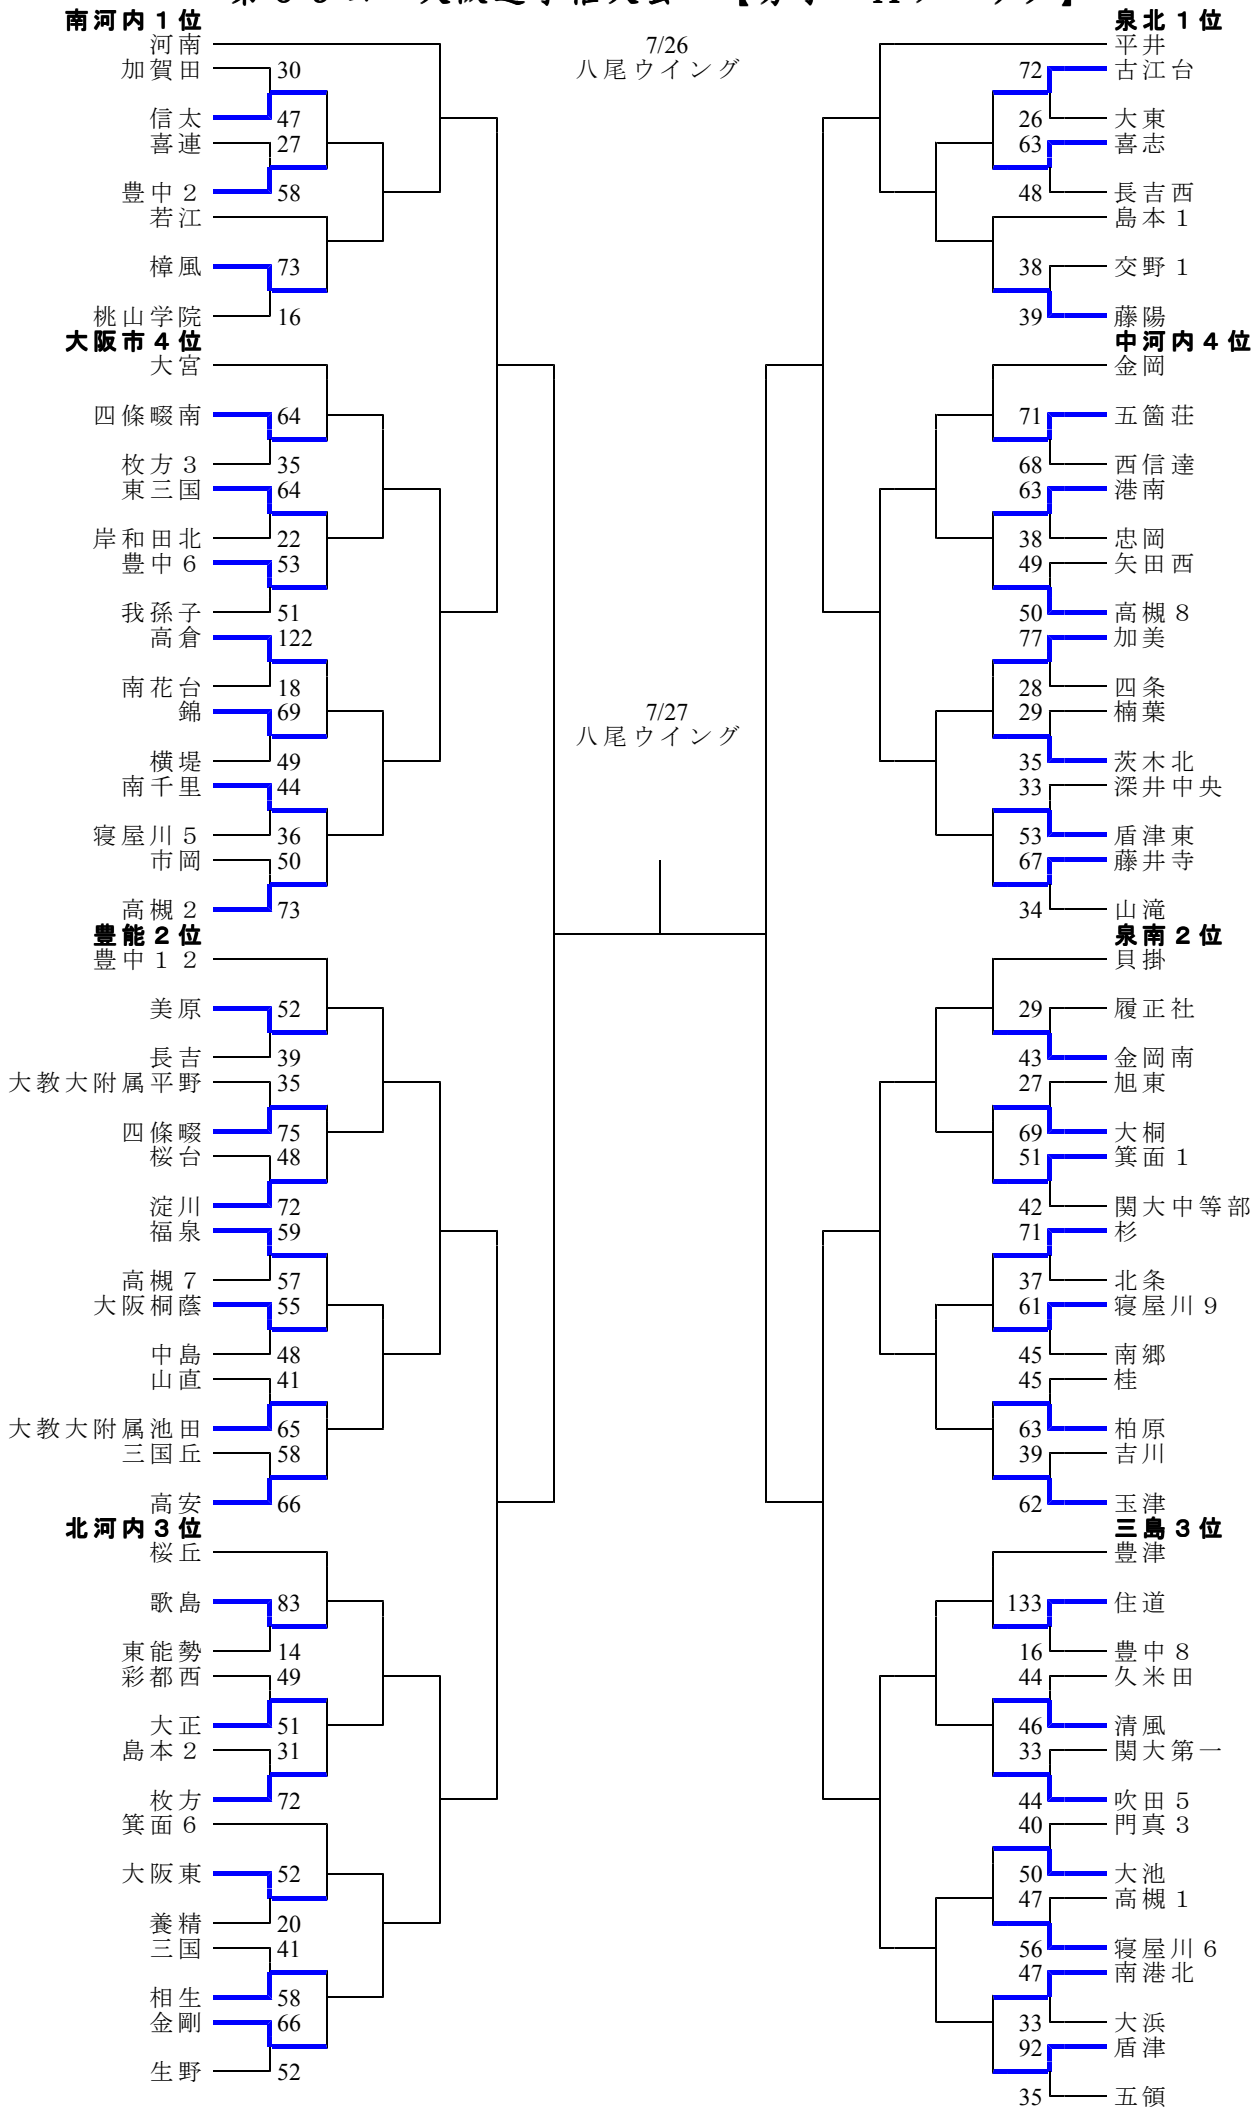 南河内１位
河南
加賀田 30
信太 47
喜連 27
豊中２ 58
若江
樟風 73
桃山学院 16
大阪市４位
大宮
四條畷南 64
枚方３ 35
東三国 64
岸和田北 22
豊中６ 53
我孫子 51
高倉 122
南花台 18
錦 69
横堤 49
南千里 44
寝屋川５ 36
市岡 50
高槻２ 73
豊能２位
豊中１２
美原 52
長吉 39
大教大附属平野 35
四條畷 75
桜台 48
淀川 72
福泉 59
高槻７ 57
大阪桐蔭 55
中島 48
山直 41
大教大附属池田 65
三国丘 58
高安 66
北河内３位
桜丘
歌島 83
東能勢 14
彩都西 49
大正 51
島本２ 31
枚方 72
箕面６
大阪東 52
養精 20
三国 41
相生 58
金剛 66
生野 52
7/26
八尾ウイング
7/27
八尾ウイング
泉北１位
平井
72 古江台
26 大東
63 喜志
48 長吉西
島本１
38 交野１
39 藤陽
中河内４位
金岡
71 五箇荘
68 西信達
63 港南
38 忠岡
49 矢田西
50 高槻８
77 加美
28 四条
29 楠葉
35 茨木北
33 深井中央
53 盾津東
67 藤井寺
34 山滝
泉南２位
貝掛
29 履正社
43 金岡南
27 旭東
69 大桐
51 箕面１
42 関大中等部
71 杉
37 北条
61 寝屋川９
45 南郷
45 桂
63 柏原
39 吉川
62 玉津
三島３位
豊津
133 住道
16 豊中８
44 久米田
46 清風
33 関大第一
44 吹田５
40 門真３
50 大池
47 高槻１
56 寝屋川６
47 南港北
33 大浜
92 盾津
35 五領